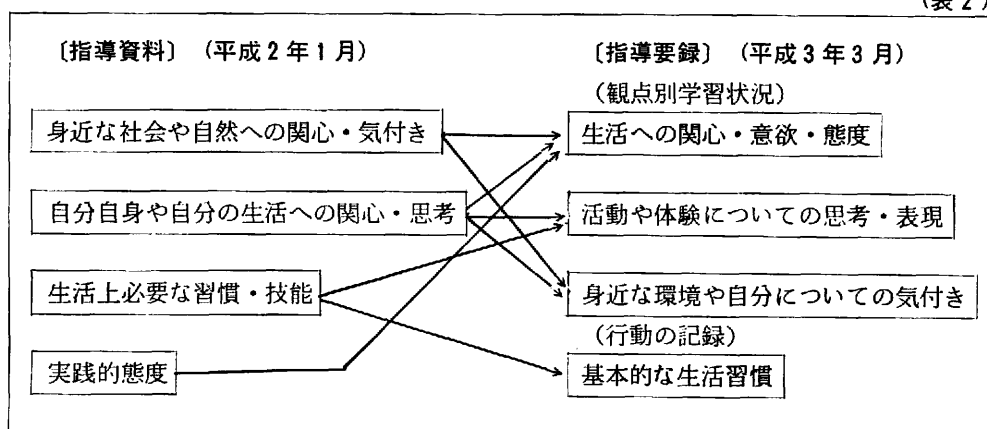 (表2)
〔指導資料〕 (平成2年1月)
〔指導要録〕 (平成3年3月)
(観点別学習状況)
身近な社会や自然への関心・気付き
生活への関心・意欲・態度
自分自身や自分の生活への関心・思考
活動や体験についての思考・表現
生活上必要な習慣・技能
身近な環境や自分についての気付き
(行動の記録)
実践的態度
基本的な生活習慣